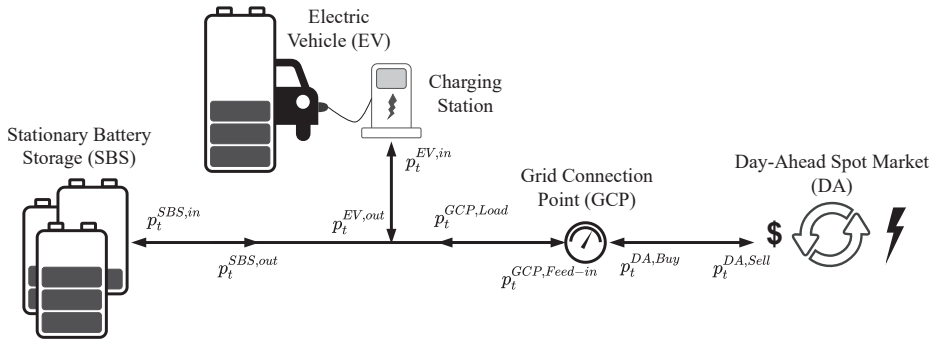 Electric
Vehicle (EV)
Charging
Station
Stationary Battery
Storage (SBS)
p_t^{EV,in}
Day-Ahead Spot Market
(DA)
Grid Connection
Point (GCP)
p_t^{SBS,in}
p_t^{EV,out}
p_t^{GCP,Load}
$
p_t^{SBS,out}
p_t^{GCP,Feed-in}
p_t^{DA,Buy}
p_t^{DA,Sell}